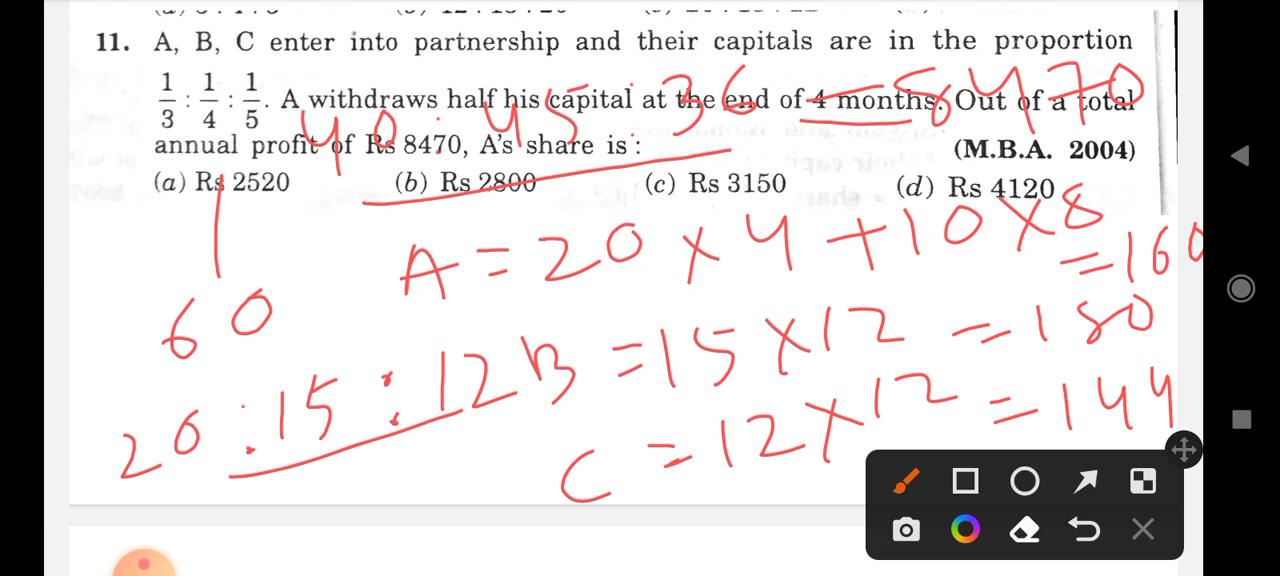 11. A, B, C enter into partnership and their capitals are in the proportion
1/3 : 1/4 : 1/5. A withdraws half his capital at the end of 4 months. Out of a total
annual profit of Rs 8470, A's share is :
(M.B.A. 2004)
(a) Rs 2520 (b) Rs 2800 (c) Rs 3150 (d) Rs 4120
8470
40 : 45 36
A = 20 × 4 + 10 × 8
= 160
60
20 : 15 : 12
B = 15 × 12 = 180
C = 12 × 12 = 144